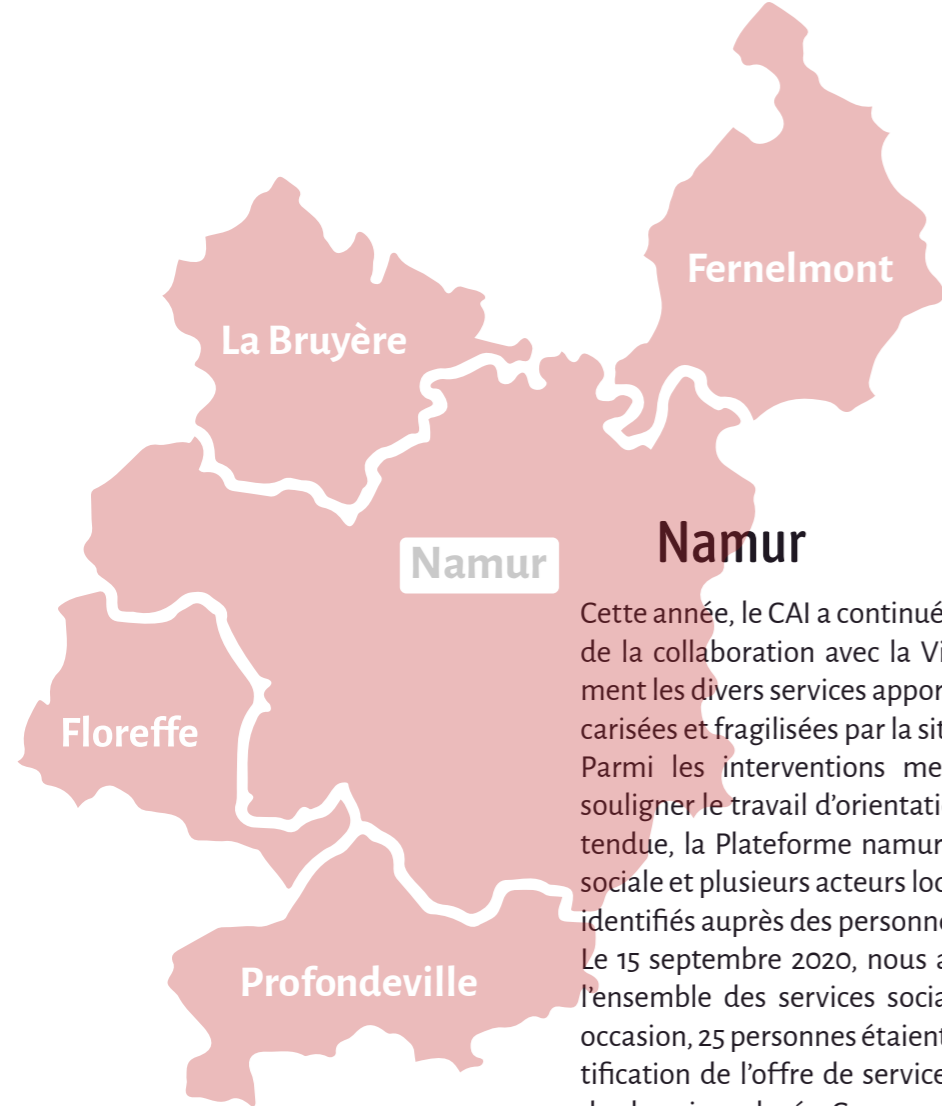 Fernelmont
La Bruyère
Namur
Floreffe
Profondeville
Namur
Cette année, le CAI a continué
de la collaboration avec la Vi
ment les divers services appor
carisées et fragilisées par la sit
Parmi les interventions me
souligner le travail d’orientati
tendue, la Plateforme namur
sociale et plusieurs acteurs loc
identifiés auprès des personne
Le 15 septembre 2020, nous a
l’ensemble des services socia
occasion, 25 personnes étaient
tification de l’offre de service